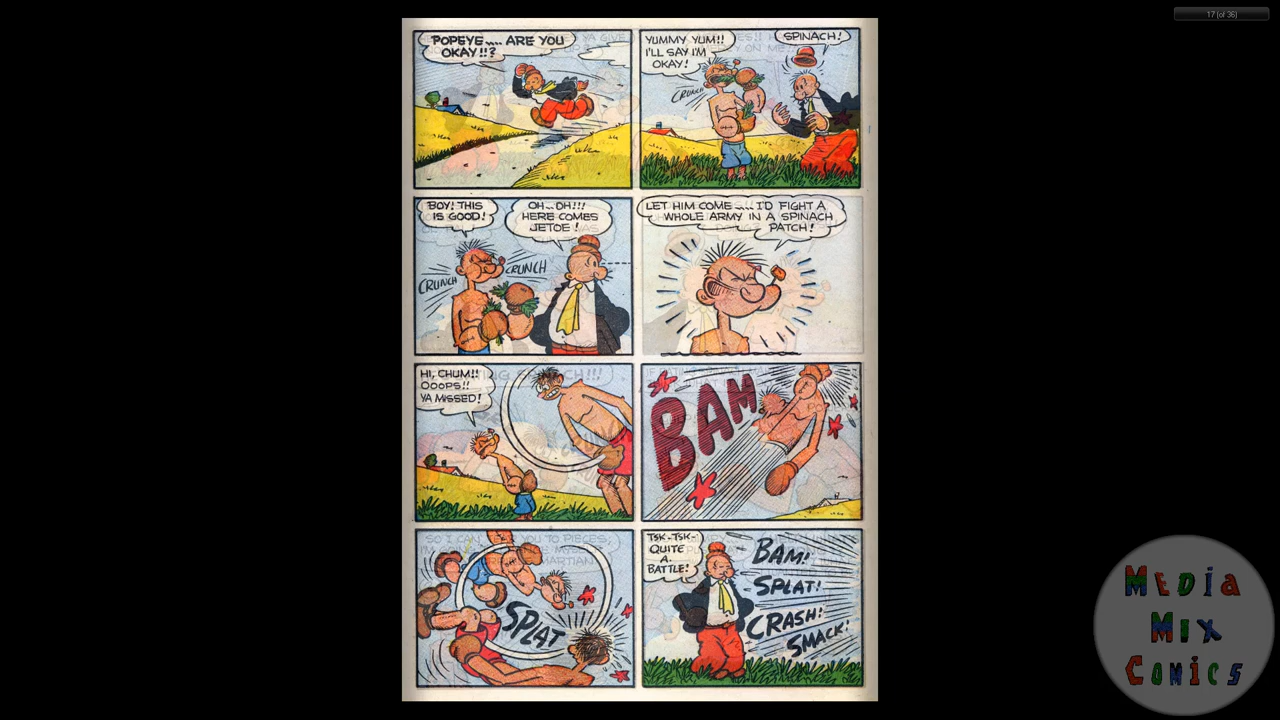 17 (of 36)
POPEYE.... ARE YOU
OKAY!!?
YUMMY YUM!!
I'LL SAY I'M
OKAY!
SPINACH!
CRUNCH
BOY! THIS
IS GOOD!
OH..OH!!!
HERE COMES
JETOE!
CRUNCH
CRUNCH
LET HIM COME .... I'D FIGHT A
WHOLE ARMY IN A SPINACH
PATCH!
HI, CHUM!!
OOOPS!!
YA MISSED!
BAM
SPLAT
TSK-TSK-
QUITE
A
BATTLE!
BAM!
SPLAT!
CRASH!
SMACK!
MEDiA
MiX
COMiCS